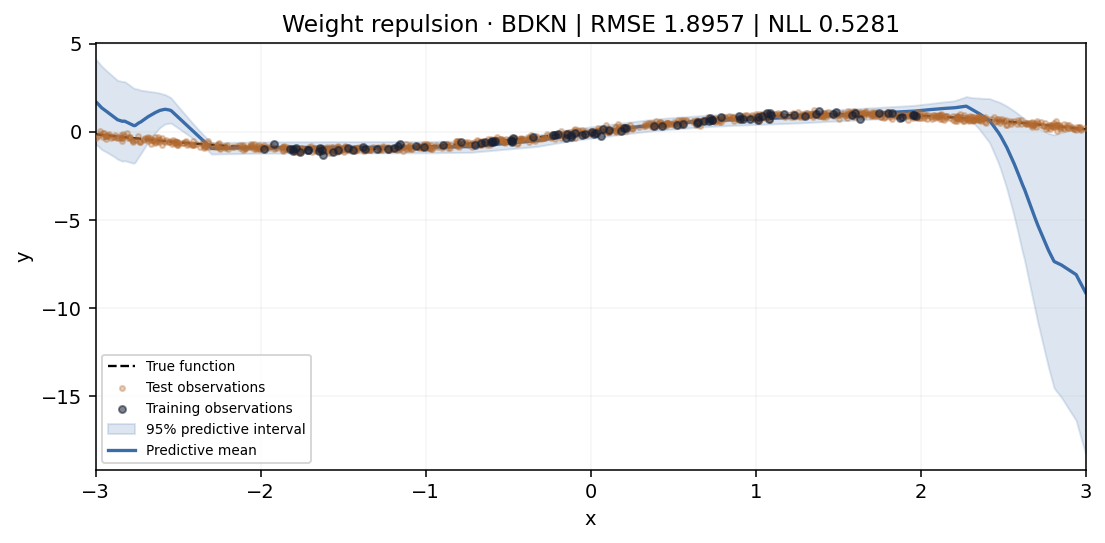 Weight repulsion · BDKN | RMSE 1.8957 | NLL 0.5281
5
0
−5
−10
−15
y
True function
Test observations
Training observations
95% predictive interval
Predictive mean
−3 −2 −1 0 1 2 3
x